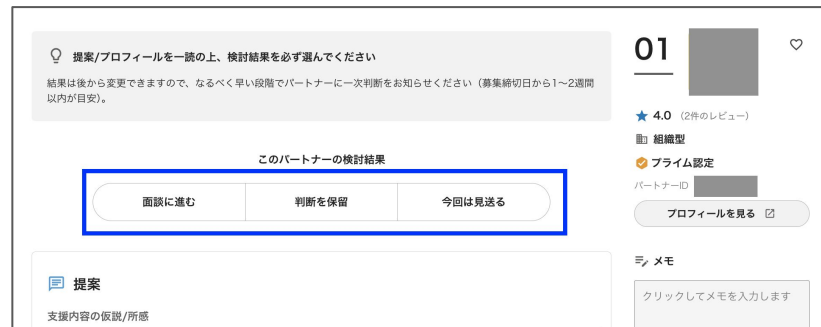 提案/プロフィールを一読の上、検討結果を必ず選んでください
結果は後から変更できますので、なるべく早い段階でパートナーに一次判断をお知らせください（募集締切日から1〜2週間
以内が目安）。
このパートナーの検討結果
面談に進む
判断を保留
今回は見送る
提案
支援内容の仮説/所感
01
4.0 （2件のレビュー）
組織型
プライム認定
パートナーID
プロフィールを見る
メモ
クリックしてメモを入力します